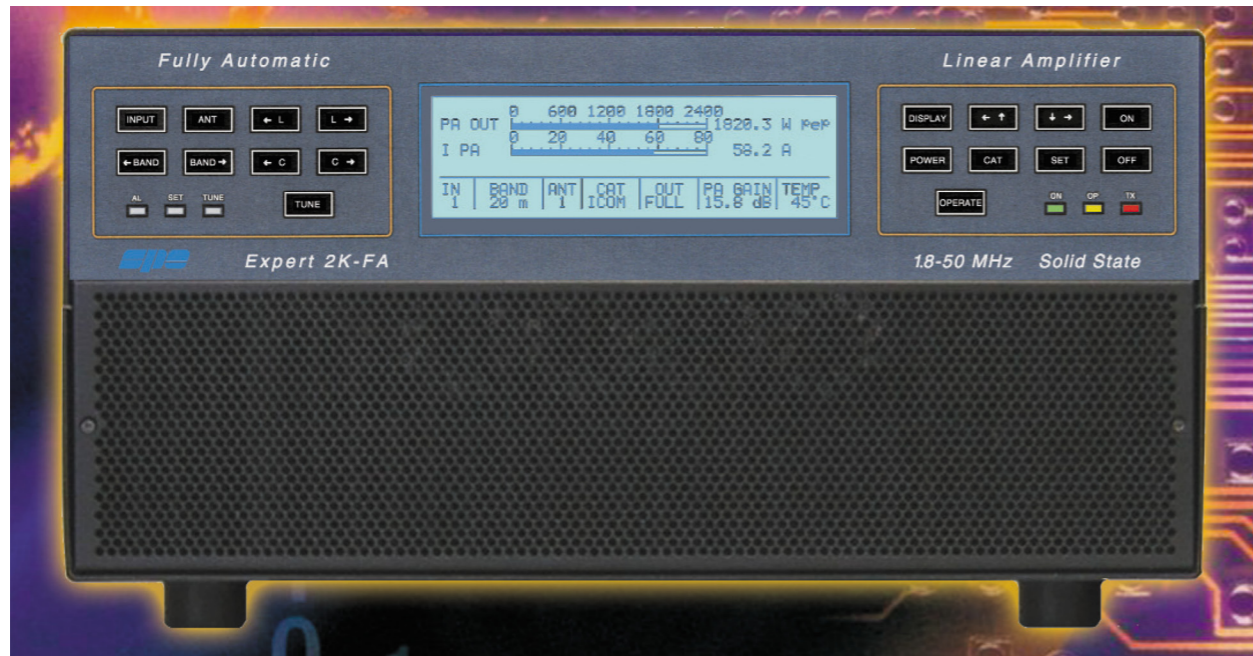 Fully Automatic
Linear Amplifier
INPUT ANT ← L L →
← BAND BAND → ← C C →
AL SET TUNE
TUNE
0 600 1200 1800 2400
PA OUT 1820.3 W pep
0 20 40 60 80
I PA 58.2 A
IN BAND ANT CAT OUT PA GAIN TEMP
1 20 m 1 ICOM FULL 15.8 dB 45°C
DISPLAY ← ↑ ↓ → ON
POWER CAT SET OFF
OPERATE
ON OP TX
spe Expert 2K-FA
1.8-50 MHz Solid State
0